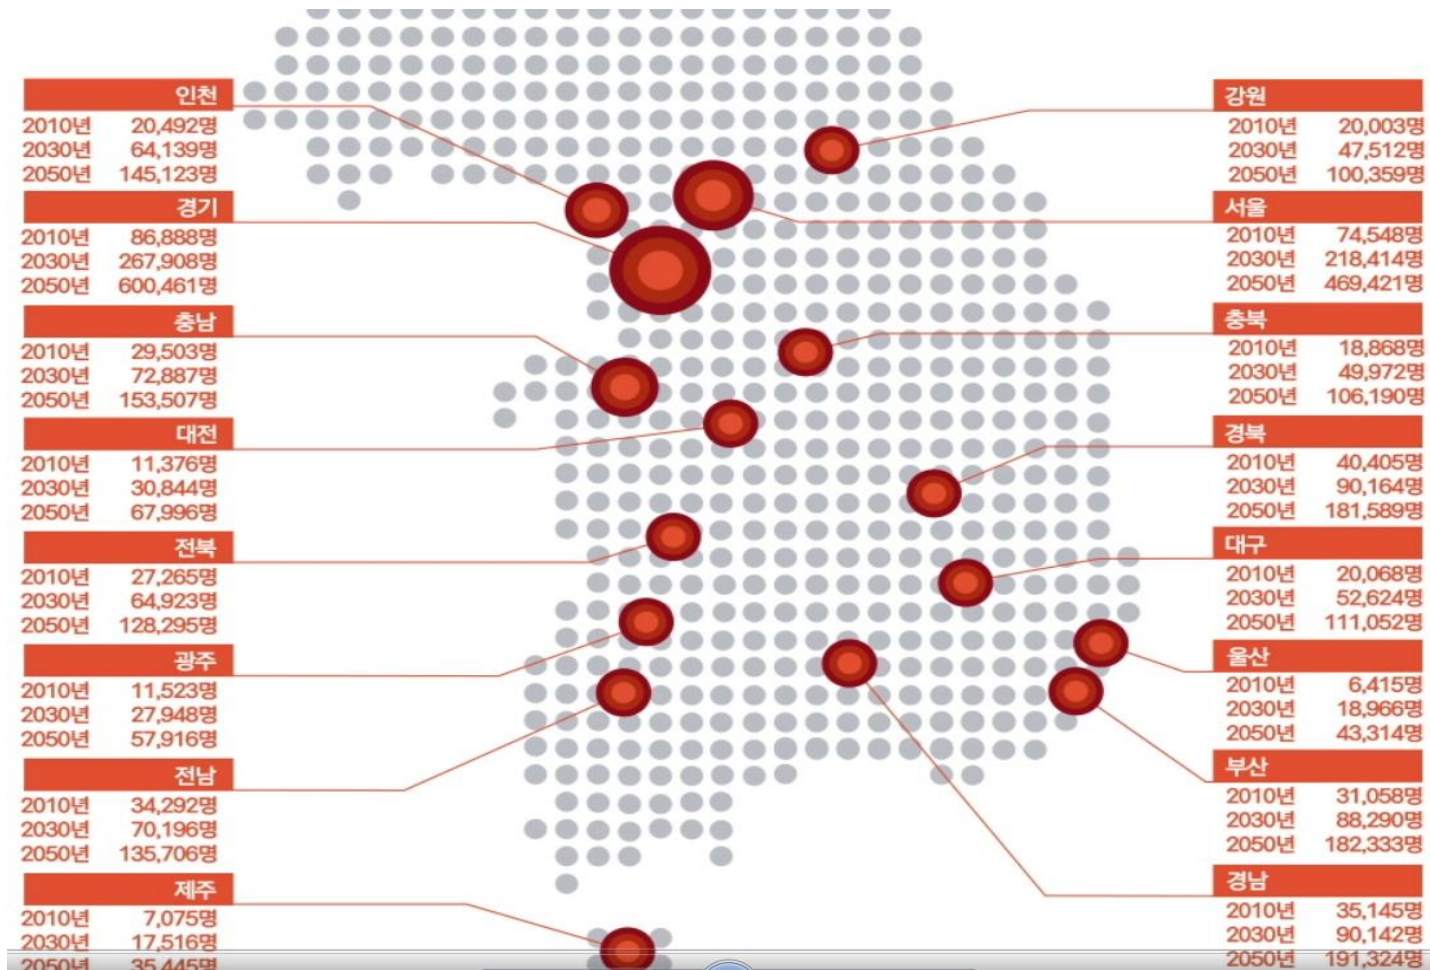 인천
2010년 20,492명
2030년 64,139명
2050년 145,123명
경기
2010년 86,888명
2030년 267,908명
2050년 600,461명
충남
2010년 29,503명
2030년 72,887명
2050년 153,507명
대전
2010년 11,376명
2030년 30,844명
2050년 67,996명
전북
2010년 27,265명
2030년 64,923명
2050년 128,295명
광주
2010년 11,523명
2030년 27,948명
2050년 57,916명
전남
2010년 34,292명
2030년 70,196명
2050년 135,706명
제주
2010년 7,075명
2030년 17,516명
2050년 35,445명
강원
2010년 20,003명
2030년 47,512명
2050년 100,359명
서울
2010년 74,548명
2030년 218,414명
2050년 469,421명
충북
2010년 18,868명
2030년 49,972명
2050년 106,190명
경북
2010년 40,405명
2030년 90,164명
2050년 181,589명
대구
2010년 20,068명
2030년 52,624명
2050년 111,052명
울산
2010년 6,415명
2030년 18,966명
2050년 43,314명
부산
2010년 31,058명
2030년 88,290명
2050년 182,333명
경남
2010년 35,145명
2030년 90,142명
2050년 191,324명